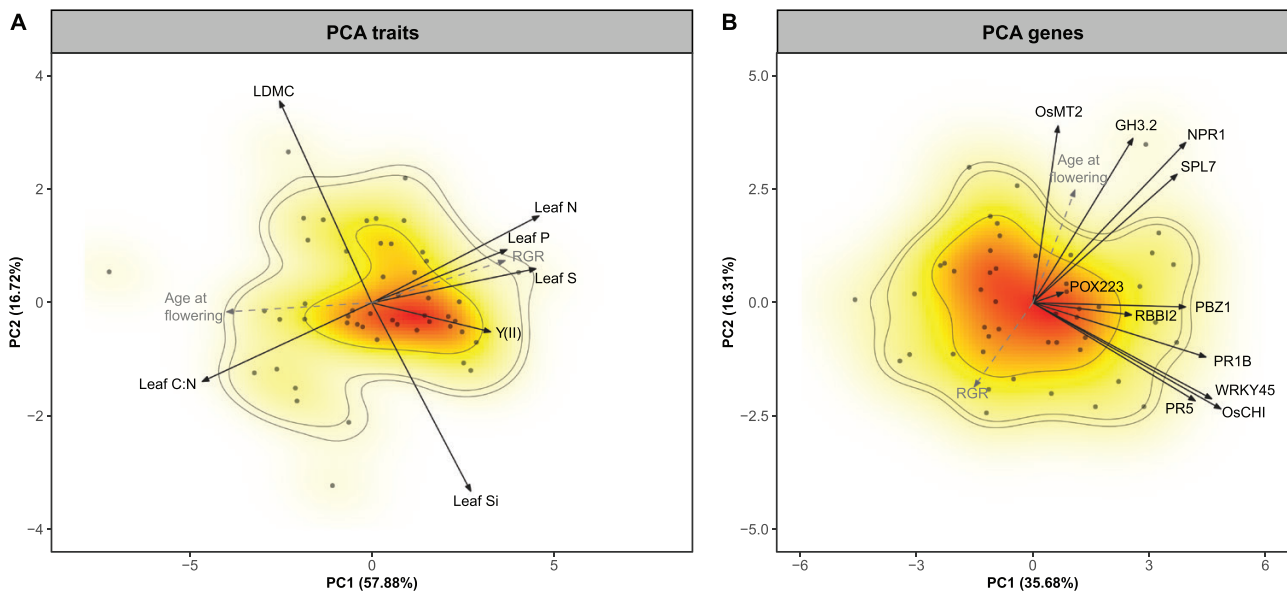 A
PCA traits
PC2 (16.72%)
4
2
0
−2
−4
LDMC
Leaf N
Leaf P
RGR
Leaf S
Age at
flowering
Y(II)
Leaf C:N
Leaf Si
−5
0
5
PC1 (57.88%)
B
PCA genes
PC2 (16.31%)
5.0
2.5
0.0
−2.5
−5.0
OsMT2
GH3.2
NPR1
Age at
flowering
SPL7
POX223
RBBI2
PBZ1
PR1B
RGR
WRKY45
PR5
OsCHI
−6
−3
0
3
6
PC1 (35.68%)